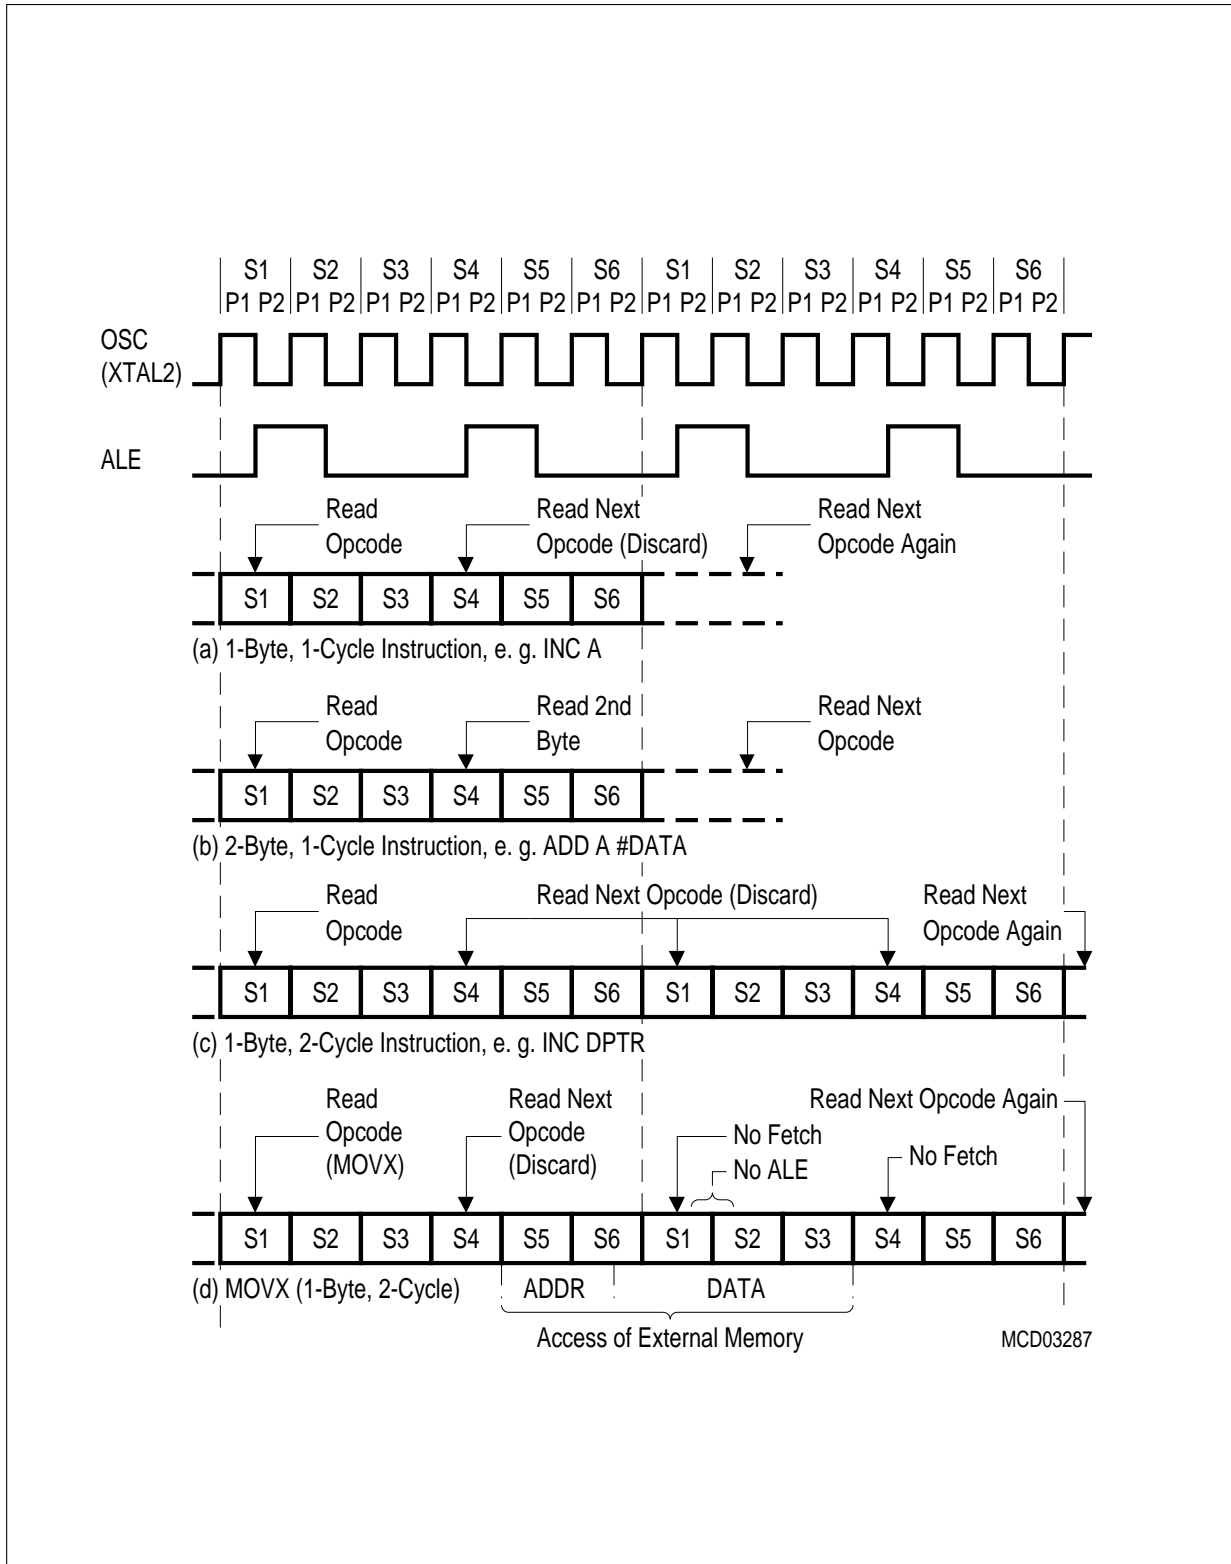 S1 S2 S3 S4 S5 S6 S1 S2 S3 S4 S5 S6
P1 P2 P1 P2 P1 P2 P1 P2 P1 P2 P1 P2 P1 P2 P1 P2 P1 P2 P1 P2 P1 P2 P1 P2
OSC
(XTAL2)
ALE
Read
Opcode
Read Next
Opcode (Discard)
Read Next
Opcode Again
S1 S2 S3 S4 S5 S6
(a) 1-Byte, 1-Cycle Instruction, e. g. INC A
Read
Opcode
Read 2nd
Byte
Read Next
Opcode
S1 S2 S3 S4 S5 S6
(b) 2-Byte, 1-Cycle Instruction, e. g. ADD A #DATA
Read
Opcode
Read Next Opcode (Discard)
Read Next
Opcode Again
S1 S2 S3 S4 S5 S6 S1 S2 S3 S4 S5 S6
(c) 1-Byte, 2-Cycle Instruction, e. g. INC DPTR
Read
Opcode
(MOVX)
Read Next
Opcode
(Discard)
No Fetch
No ALE
Read Next Opcode Again
No Fetch
S1 S2 S3 S4 S5 S6 S1 S2 S3 S4 S5 S6
(d) MOVX (1-Byte, 2-Cycle)
ADDR
DATA
Access of External Memory
MCD03287